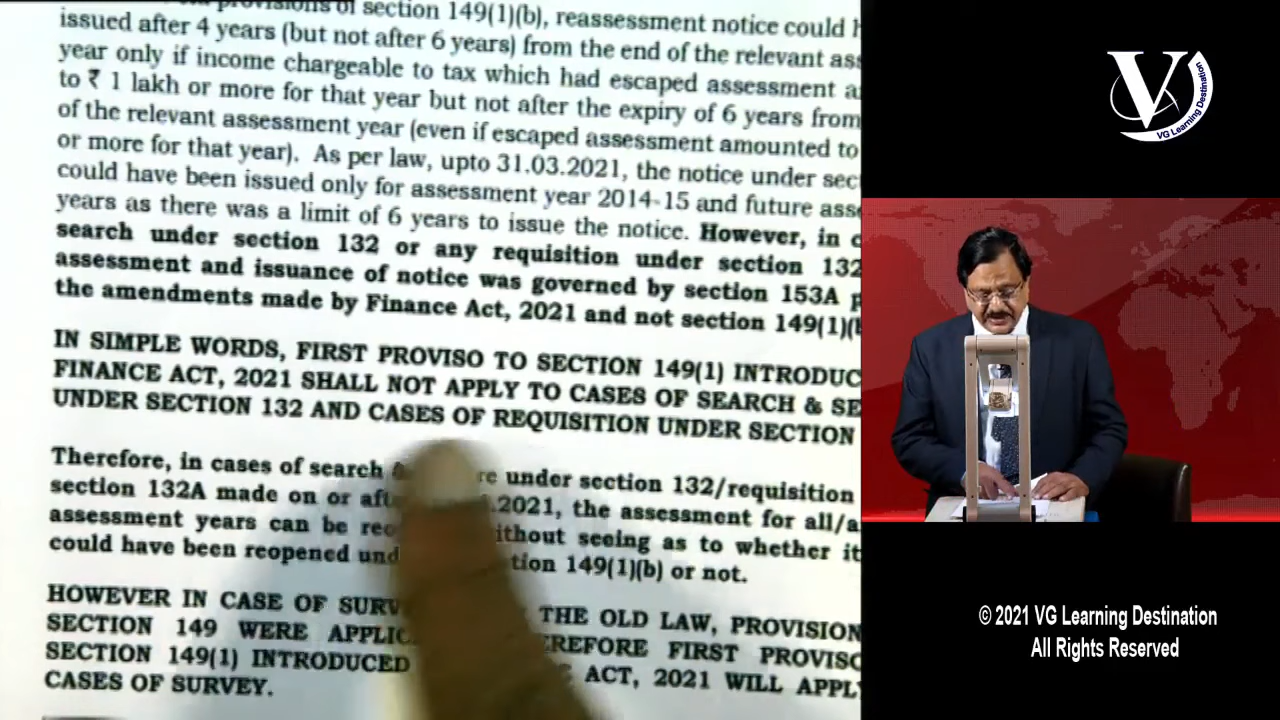 provisions of section 149(1)(b), reassessment notice could
issued after 4 years (but not after 6 years) from the end of the relevant
year only if income chargeable to tax which had escaped assessment
to ₹ 1 lakh or more for that year but not after the expiry of 6 years from
of the relevant assessment year (even if escaped assessment amounted to
or more for that year). As per law, upto 31.03.2021, the notice under
could have been issued only for assessment year 2014-15 and future
years as there was a limit of 6 years to issue the notice. However, in
search under section 132 or any requisition under section
assessment and issuance of notice was governed by section 153A
the amendments made by Finance Act, 2021 and not section
IN SIMPLE WORDS, FIRST PROVISO TO SECTION 149(1)
FINANCE ACT, 2021 SHALL NOT APPLY TO CASES OF SEARCH &
UNDER SECTION 132 AND CASES OF REQUISITION UNDER SECTION
Therefore, in cases of search under section 132/requisition
section 132A made on or 2021, the assessment for
assessment years can be without seeing as to whether it
could have been reopened 149(1)(b) or not.
HOWEVER IN CASE OF THE OLD LAW,
SECTION 149 WERE FIRST
SECTION 149(1) INTRODUCED ACT, 2021 WILL
CASES OF SURVEY.
V
VG Learning Destination
© 2021 VG Learning Destination
All Rights Reserved